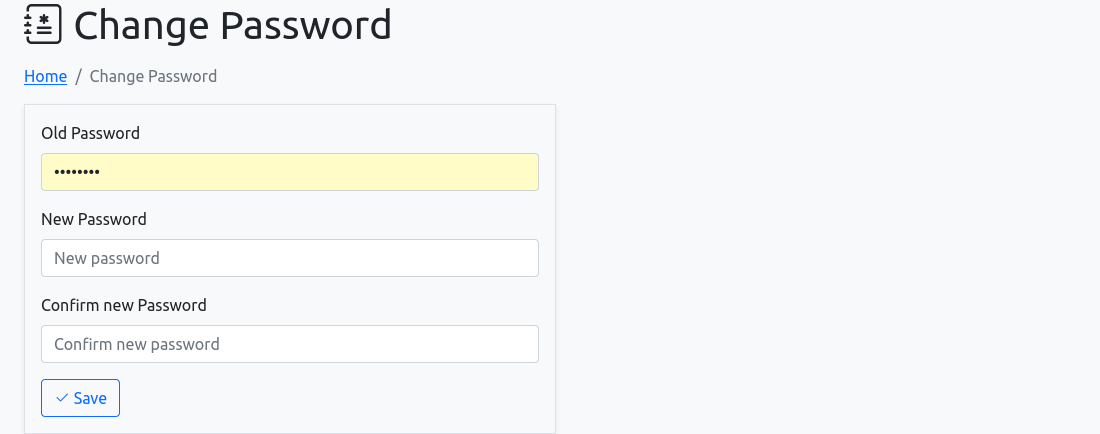 Change Password
Home / Change Password
Old Password
••••••••
New Password
New password
Confirm new Password
Confirm new password
Save